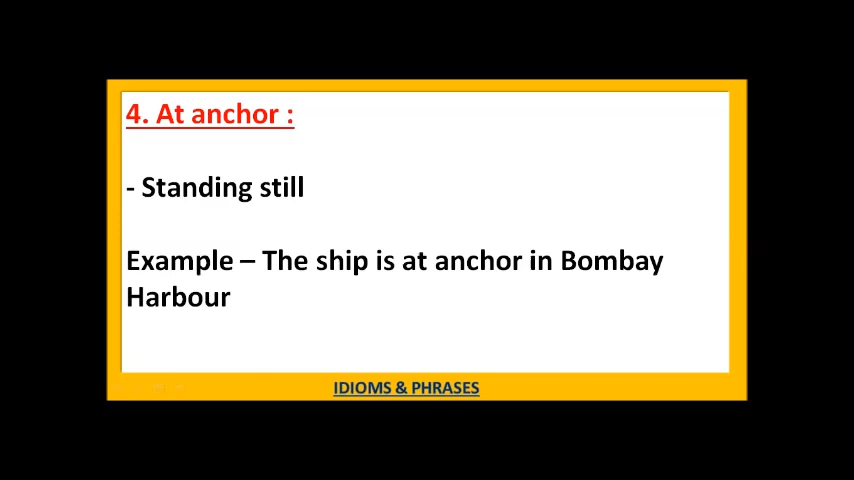 4. At anchor :
- Standing still
Example – The ship is at anchor in Bombay
Harbour
IDIOMS & PHRASES